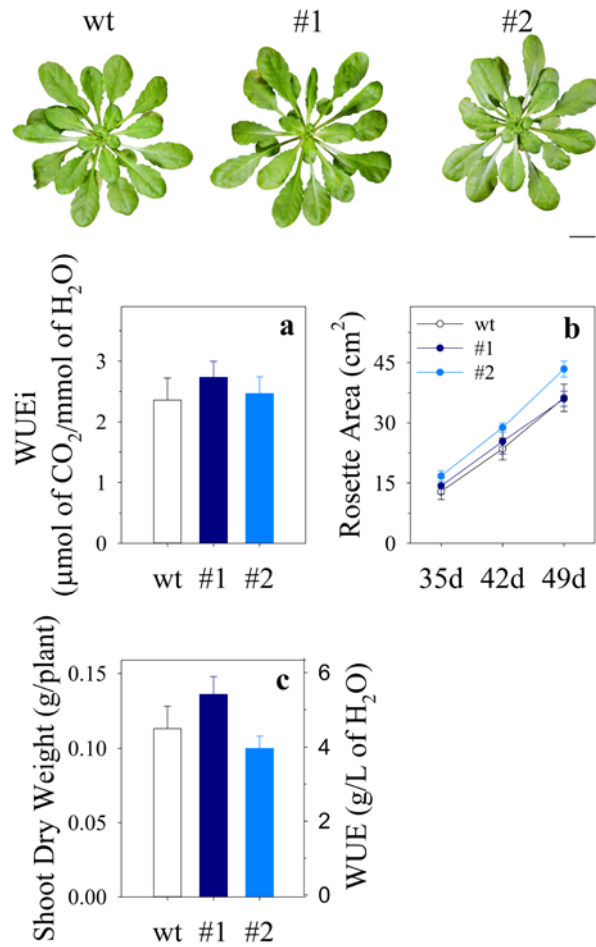 wt #1 #2
a
WUEi
(μmol of CO₂/mmol of H₂O)
3
2
1
0
wt #1 #2
b
Rosette Area (cm²)
wt
#1
#2
45
30
15
0
35d 42d 49d
c
Shoot Dry Weight (g/plant)
0.15
0.10
0.05
0.00
WUE (g/L of H₂O)
6
4
2
0
wt #1 #2